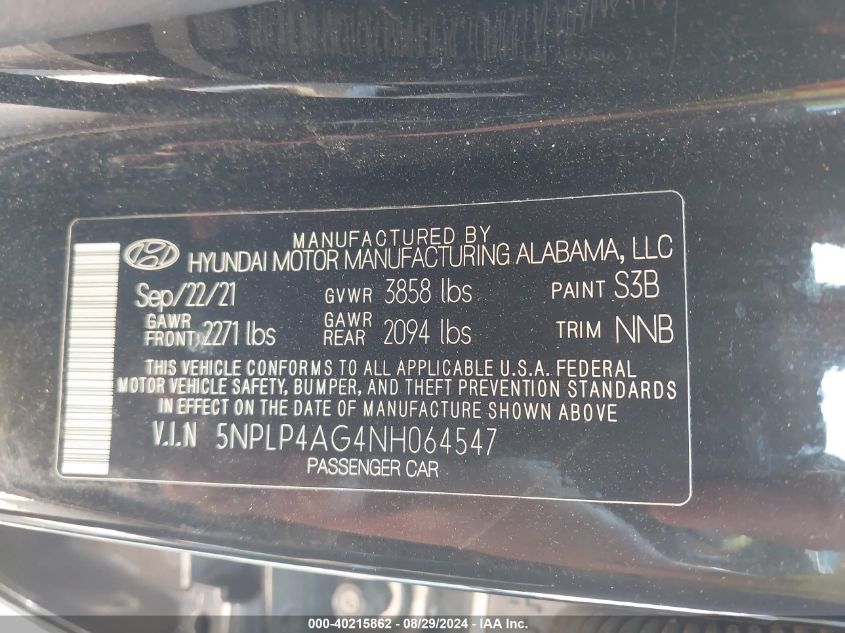 MANUFACTURED BY
HYUNDAI MOTOR MANUFACTURING ALABAMA, LLC
Sep/22/21 GVWR 3858 lbs PAINT S3B
GAWR FRONT 2271 lbs GAWR REAR 2094 lbs TRIM NNB
THIS VEHICLE CONFORMS TO ALL APPLICABLE U.S.A. FEDERAL
MOTOR VEHICLE SAFETY, BUMPER, AND THEFT PREVENTION STANDARDS
IN EFFECT ON THE DATE OF MANUFACTURE SHOWN ABOVE
V.I.N 5NPLP4AG4NH064547
PASSENGER CAR
000-40215862 - 08/29/2024 - IAA Inc.